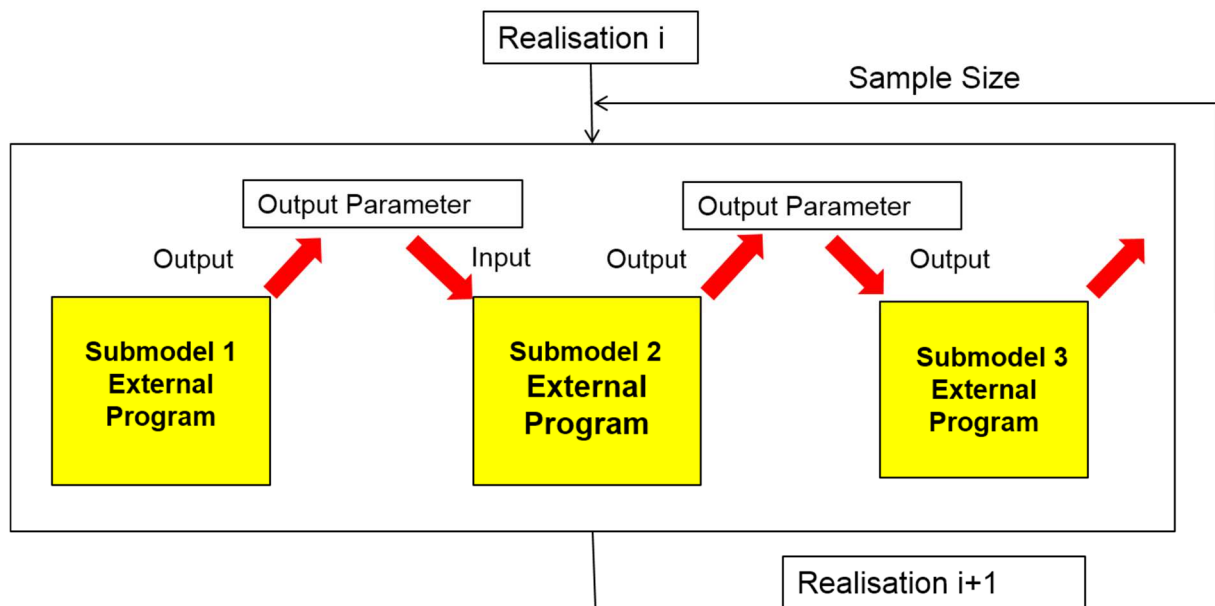 Realisation i
Sample Size
Output Parameter
Output Parameter
Output
Input
Output
Output
Submodel 1
External
Program
Submodel 2
External
Program
Submodel 3
External
Program
Realisation i+1